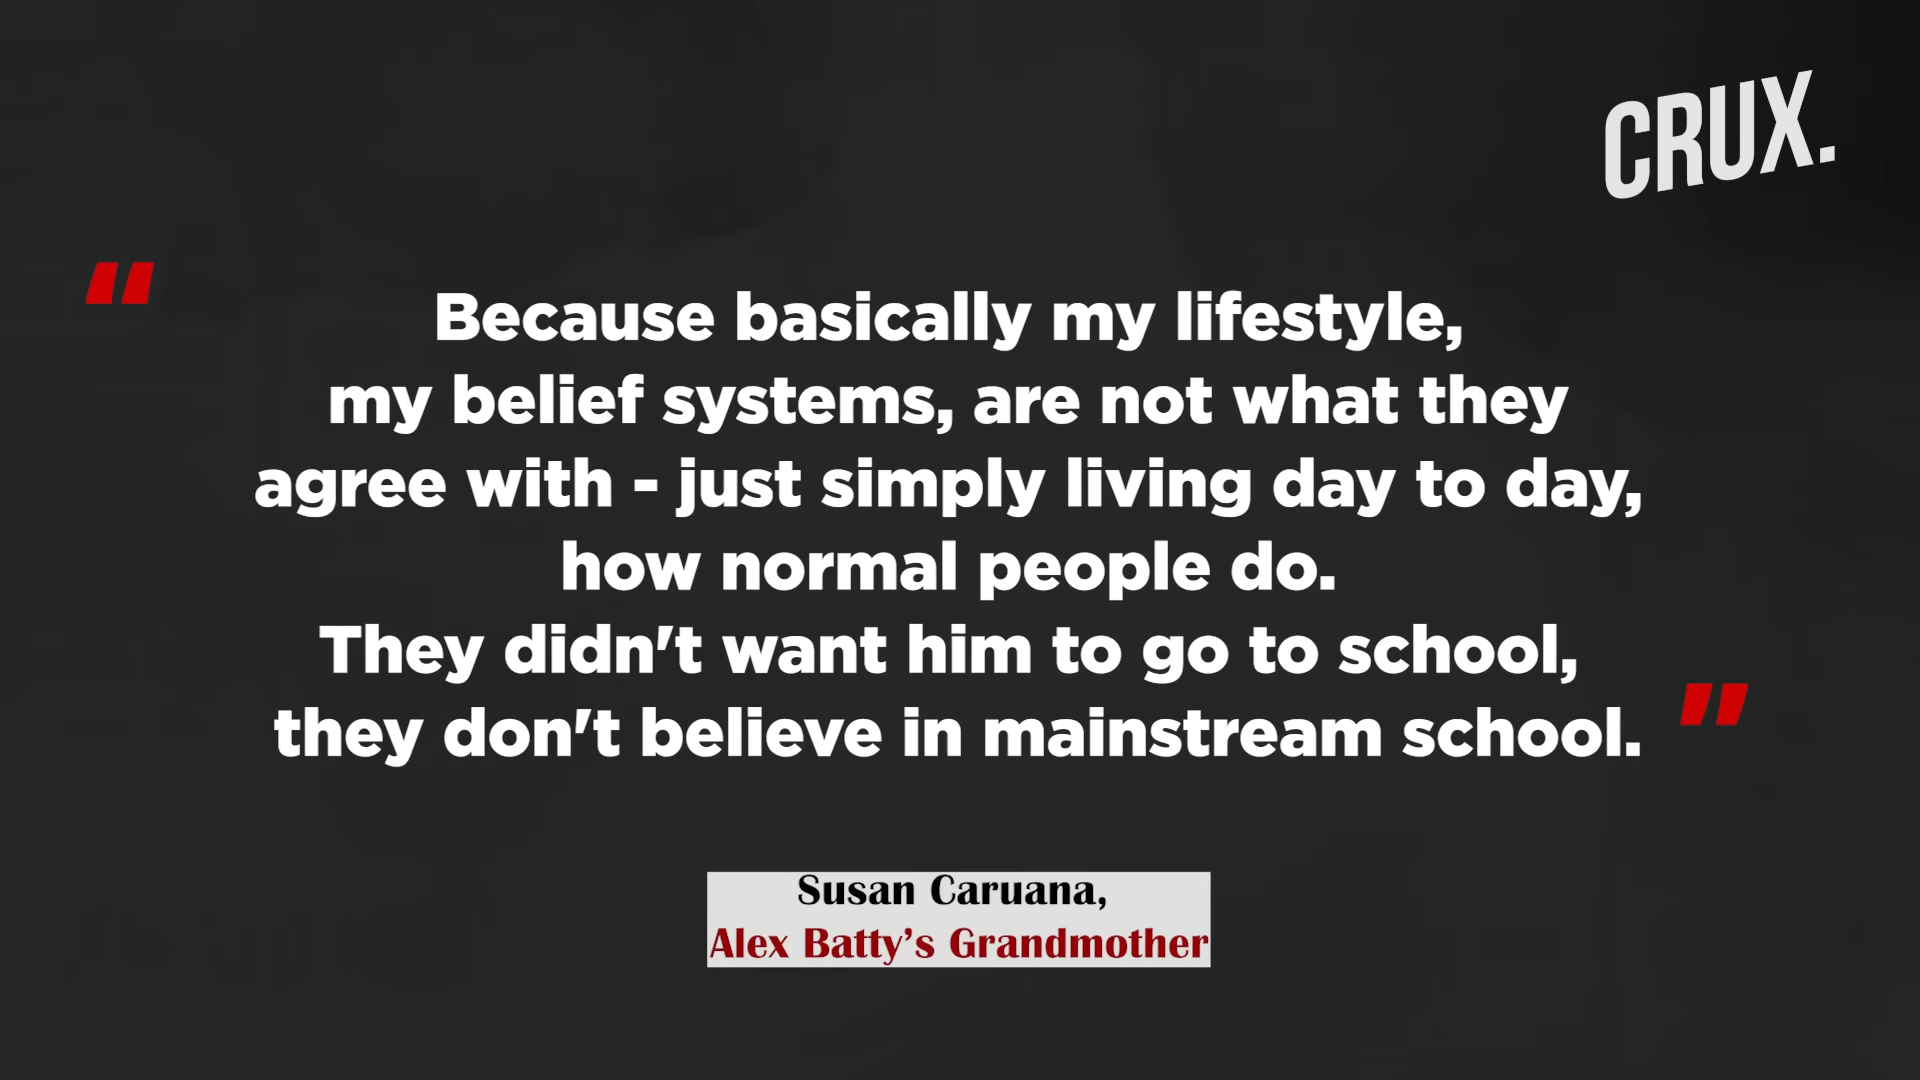 CRUX.
"
Because basically my lifestyle,
my belief systems, are not what they
agree with - just simply living day to day,
how normal people do.
They didn't want him to go to school,
they don't believe in mainstream school. "
Susan Caruana,
Alex Batty’s Grandmother